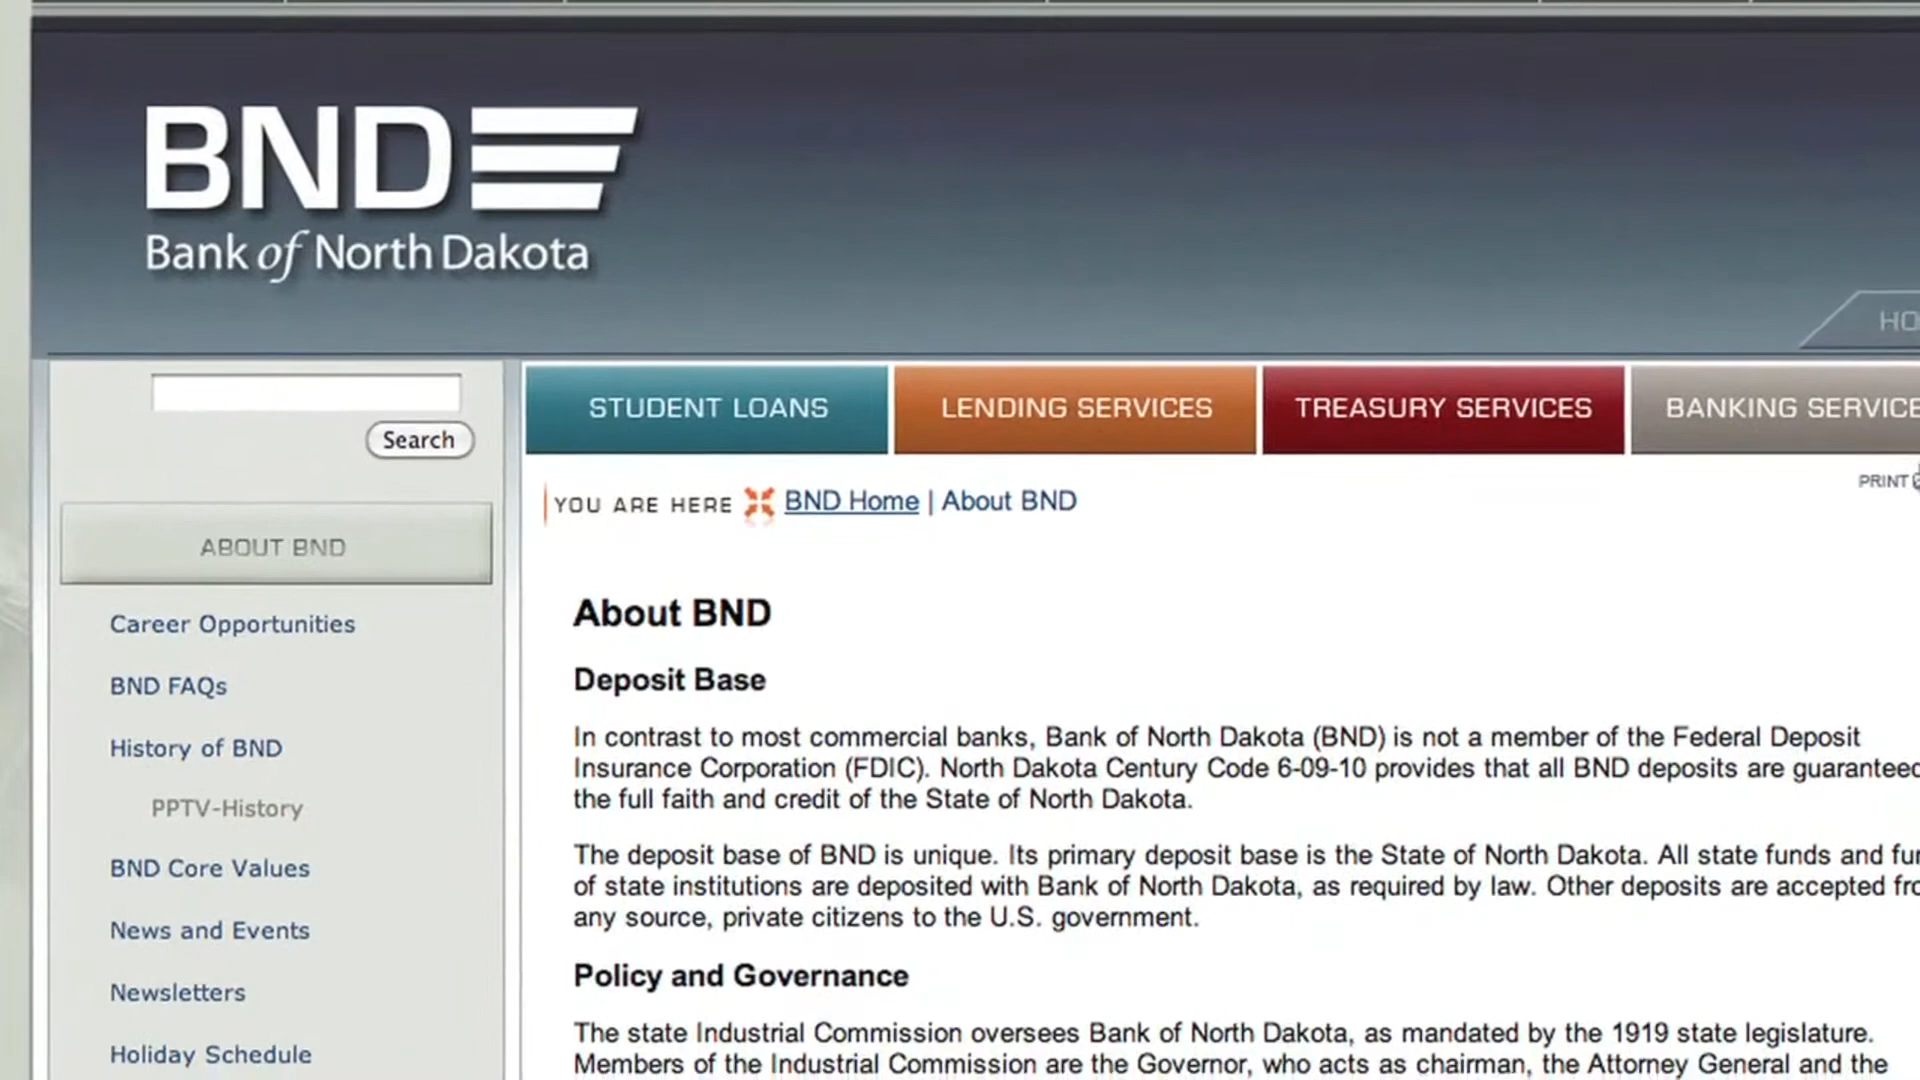 BND
Bank of North Dakota
Search
STUDENT LOANS
LENDING SERVICES
TREASURY SERVICES
BANKING
PRINT
YOU ARE HERE BND Home | About BND
ABOUT BND
Career Opportunities
BND FAQs
History of BND
PPTV-History
BND Core Values
News and Events
Newsletters
Holiday Schedule
About BND
Deposit Base
In contrast to most commercial banks, Bank of North Dakota (BND) is not a member of the Federal Deposit
Insurance Corporation (FDIC). North Dakota Century Code 6-09-10 provides that all BND deposits are guaranteed
the full faith and credit of the State of North Dakota.
The deposit base of BND is unique. Its primary deposit base is the State of North Dakota. All state funds and
of state institutions are deposited with Bank of North Dakota, as required by law. Other deposits are accepted
any source, private citizens to the U.S. government.
Policy and Governance
The state Industrial Commission oversees Bank of North Dakota, as mandated by the 1919 state legislature.
Members of the Industrial Commission are the Governor, who acts as chairman, the Attorney General and the